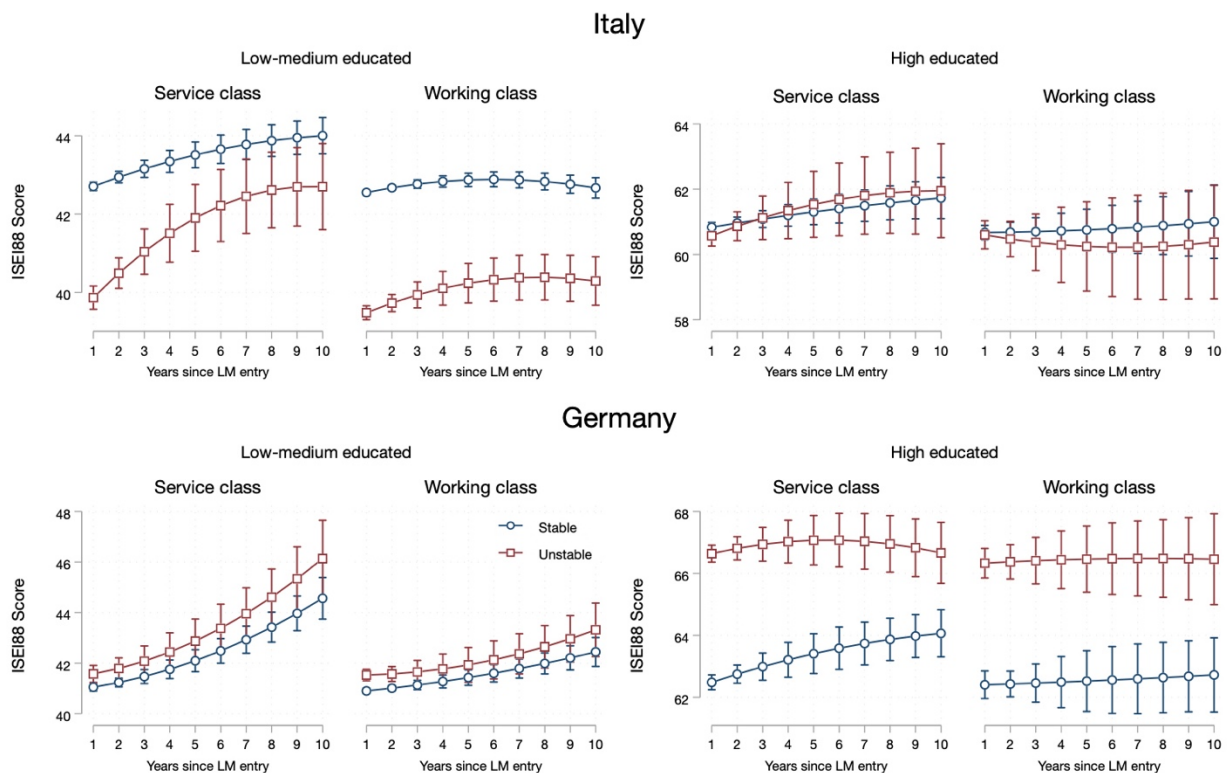 Italy
Low-medium educated
High educated
Service class
Working class
Service class
Working class
ISEI88 Score
44
42
40
1 2 3 4 5 6 7 8 9 10
Years since LM entry
1 2 3 4 5 6 7 8 9 10
Years since LM entry
ISEI88 Score
64
62
60
58
1 2 3 4 5 6 7 8 9 10
Years since LM entry
1 2 3 4 5 6 7 8 9 10
Years since LM entry
Germany
Low-medium educated
High educated
Service class
Working class
Service class
Working class
ISEI88 Score
48
46
44
42
40
1 2 3 4 5 6 7 8 9 10
Years since LM entry
Stable
Unstable
1 2 3 4 5 6 7 8 9 10
Years since LM entry
ISEI88 Score
68
66
64
62
1 2 3 4 5 6 7 8 9 10
Years since LM entry
1 2 3 4 5 6 7 8 9 10
Years since LM entry